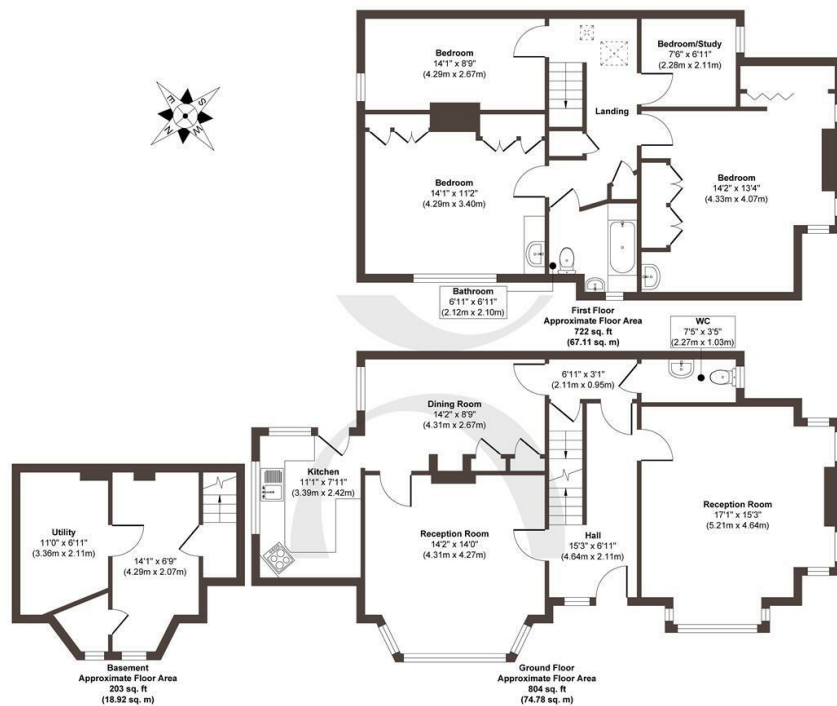 Bedroom
14'1" x 8'9"
(4.29m x 2.67m)
Bedroom/Study
7'6" x 6'11"
(2.28m x 2.11m)
Landing
S
E
W
N
Bedroom
14'1" x 11'2"
(4.29m x 3.40m)
Bedroom
14'2" x 13'4"
(4.33m x 4.07m)
Bathroom
6'11" x 6'11"
(2.12m x 2.10m)
First Floor
Approximate Floor Area
722 sq. ft
(67.11 sq. m)
WC
7'5" x 3'5"
(2.27m x 1.03m)
6'11" x 3'1"
(2.11m x 0.95m)
Dining Room
14'2" x 8'9"
(4.31m x 2.67m)
Kitchen
11'1" x 7'11"
(3.39m x 2.42m)
Reception Room
14'2" x 14'0"
(4.31m x 4.27m)
Hall
15'3" x 6'11"
(4.64m x 2.11m)
Reception Room
17'1" x 15'3"
(5.21m x 4.64m)
Utility
11'0" x 6'11"
(3.36m x 2.11m)
14'1" x 6'9"
(4.29m x 2.07m)
Basement
Approximate Floor Area
203 sq. ft
(18.92 sq. m)
Ground Floor
Approximate Floor Area
804 sq. ft
(74.78 sq. m)